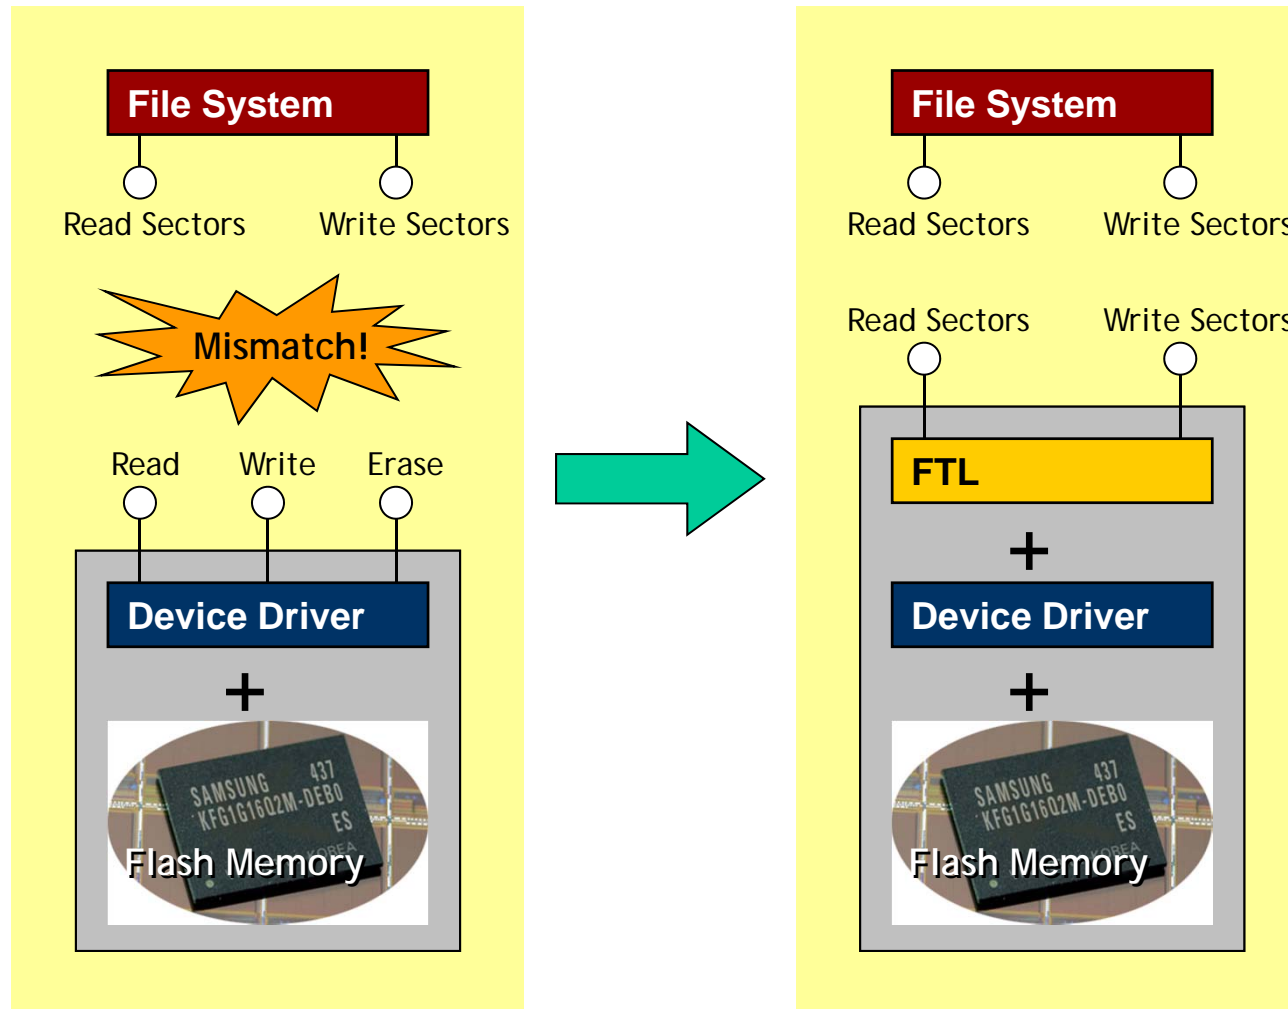 File System
Read Sectors Write Sectors
Mismatch!
Read Write Erase
Device Driver
+
SAMSUNG 437
KFG1G16Q2M-DEB0
ES
KOREA
Flash Memory
File System
Read Sectors Write Sectors
Read Sectors Write Sectors
FTL
+
Device Driver
+
SAMSUNG 437
KFG1G16Q2M-DEB0
ES
KOREA
Flash Memory